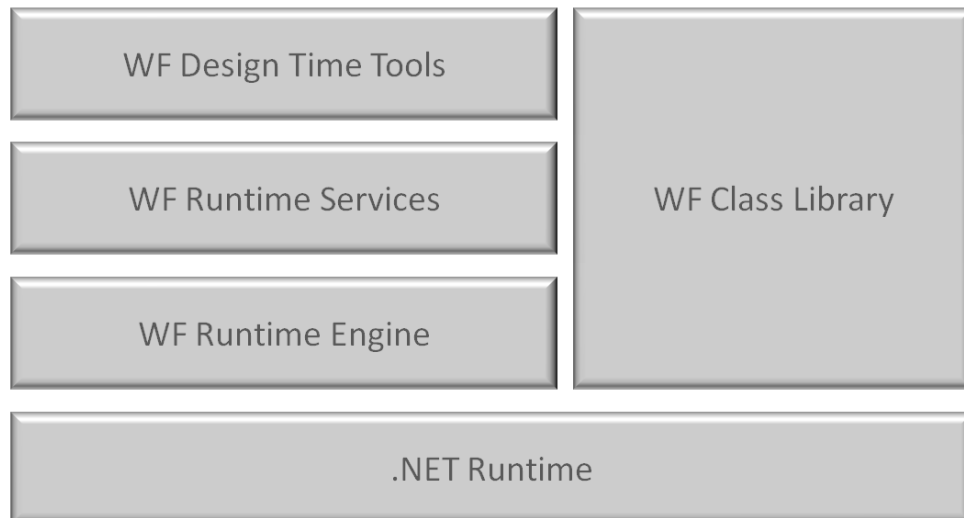 WF Design Time Tools
WF Runtime Services
WF Class Library
WF Runtime Engine
.NET Runtime